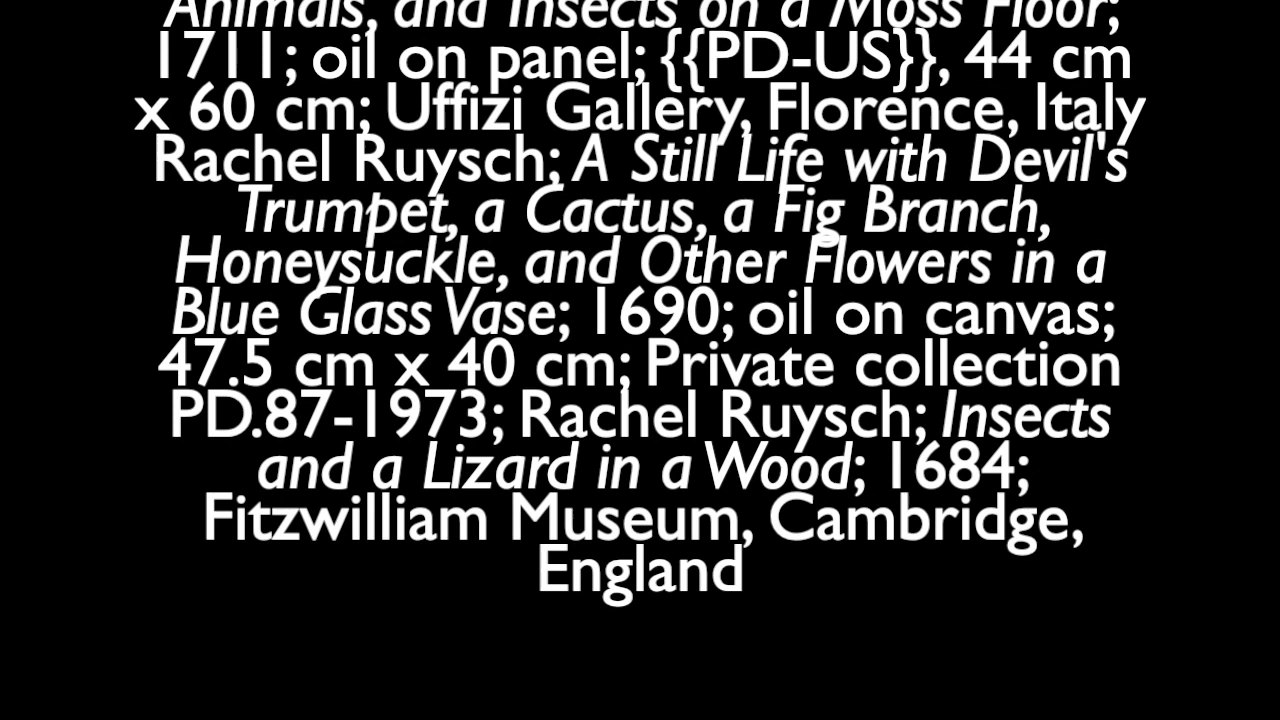 Animals, and Insects on a Moss Floor;
1711; oil on panel; {{PD-US}}, 44 cm
x 60 cm; Uffizi Gallery, Florence, Italy
Rachel Ruysch; A Still Life with Devil's
Trumpet, a Cactus, a Fig Branch,
Honeysuckle, and Other Flowers in a
Blue Glass Vase; 1690; oil on canvas;
47.5 cm x 40 cm; Private collection
PD.87-1973; Rachel Ruysch; Insects
and a Lizard in a Wood; 1684;
Fitzwilliam Museum, Cambridge,
England